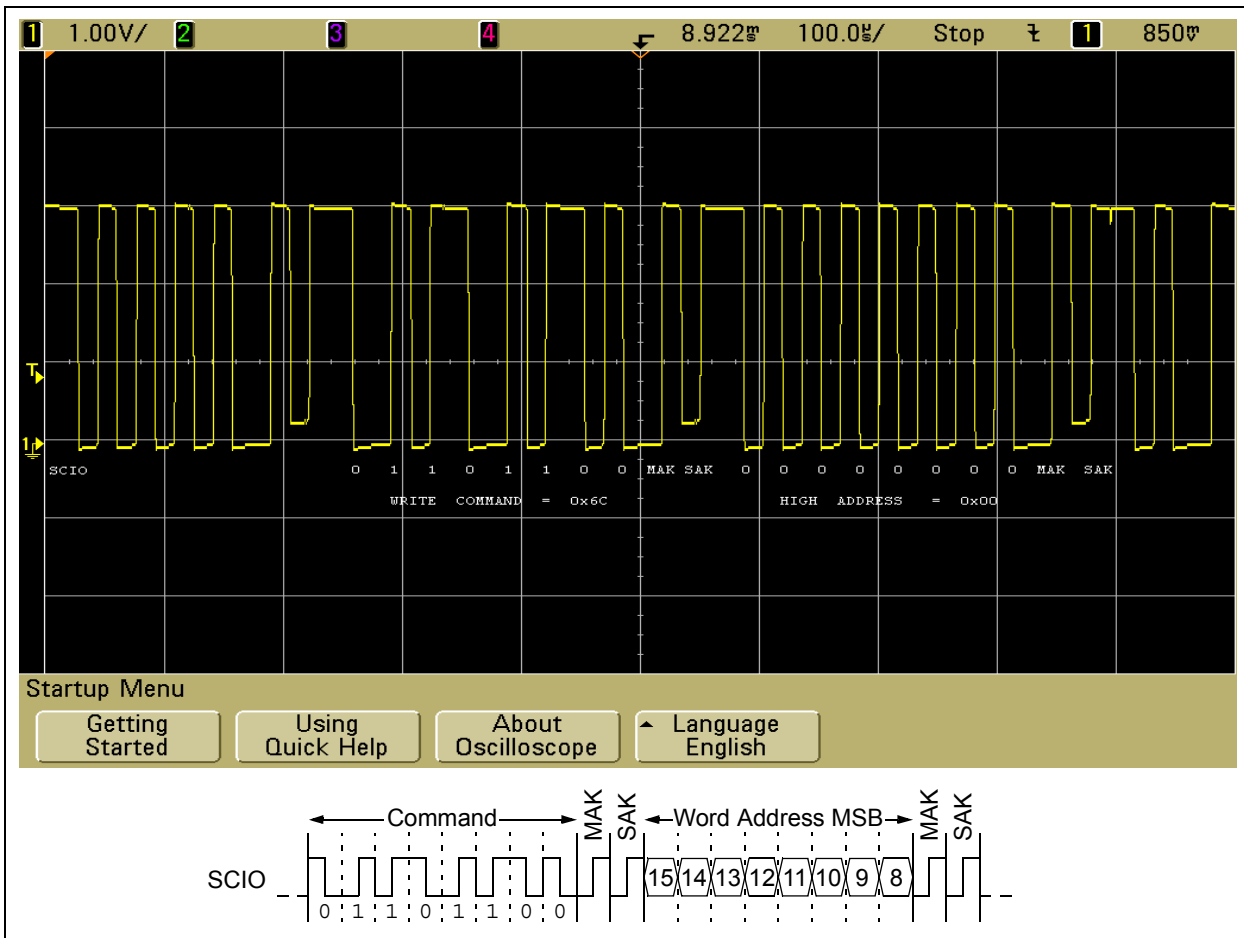 1 1.00V/ 2 3 4 8.922ms 100.0us/ Stop 1 850mV
T
1
SCIO 0 1 1 0 1 1 0 0 MAK SAK 0 0 0 0 0 0 0 0 MAK SAK
WRITE COMMAND = 0x6C HIGH ADDRESS = 0x00
Startup Menu
Getting Started
Using Quick Help
About Oscilloscope
Language English
Command MAK SAK Word Address MSB MAK SAK
SCIO 15 14 13 12 11 10 9 8
0 1 1 0 1 1 0 0